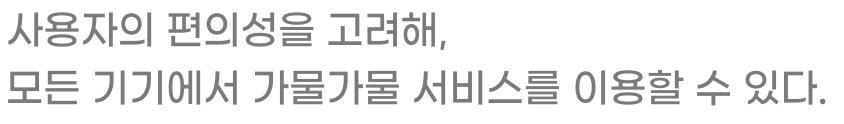 사용자의 편의성을 고려해,
모든 기기에서 가물가물 서비스를 이용할 수 있다.